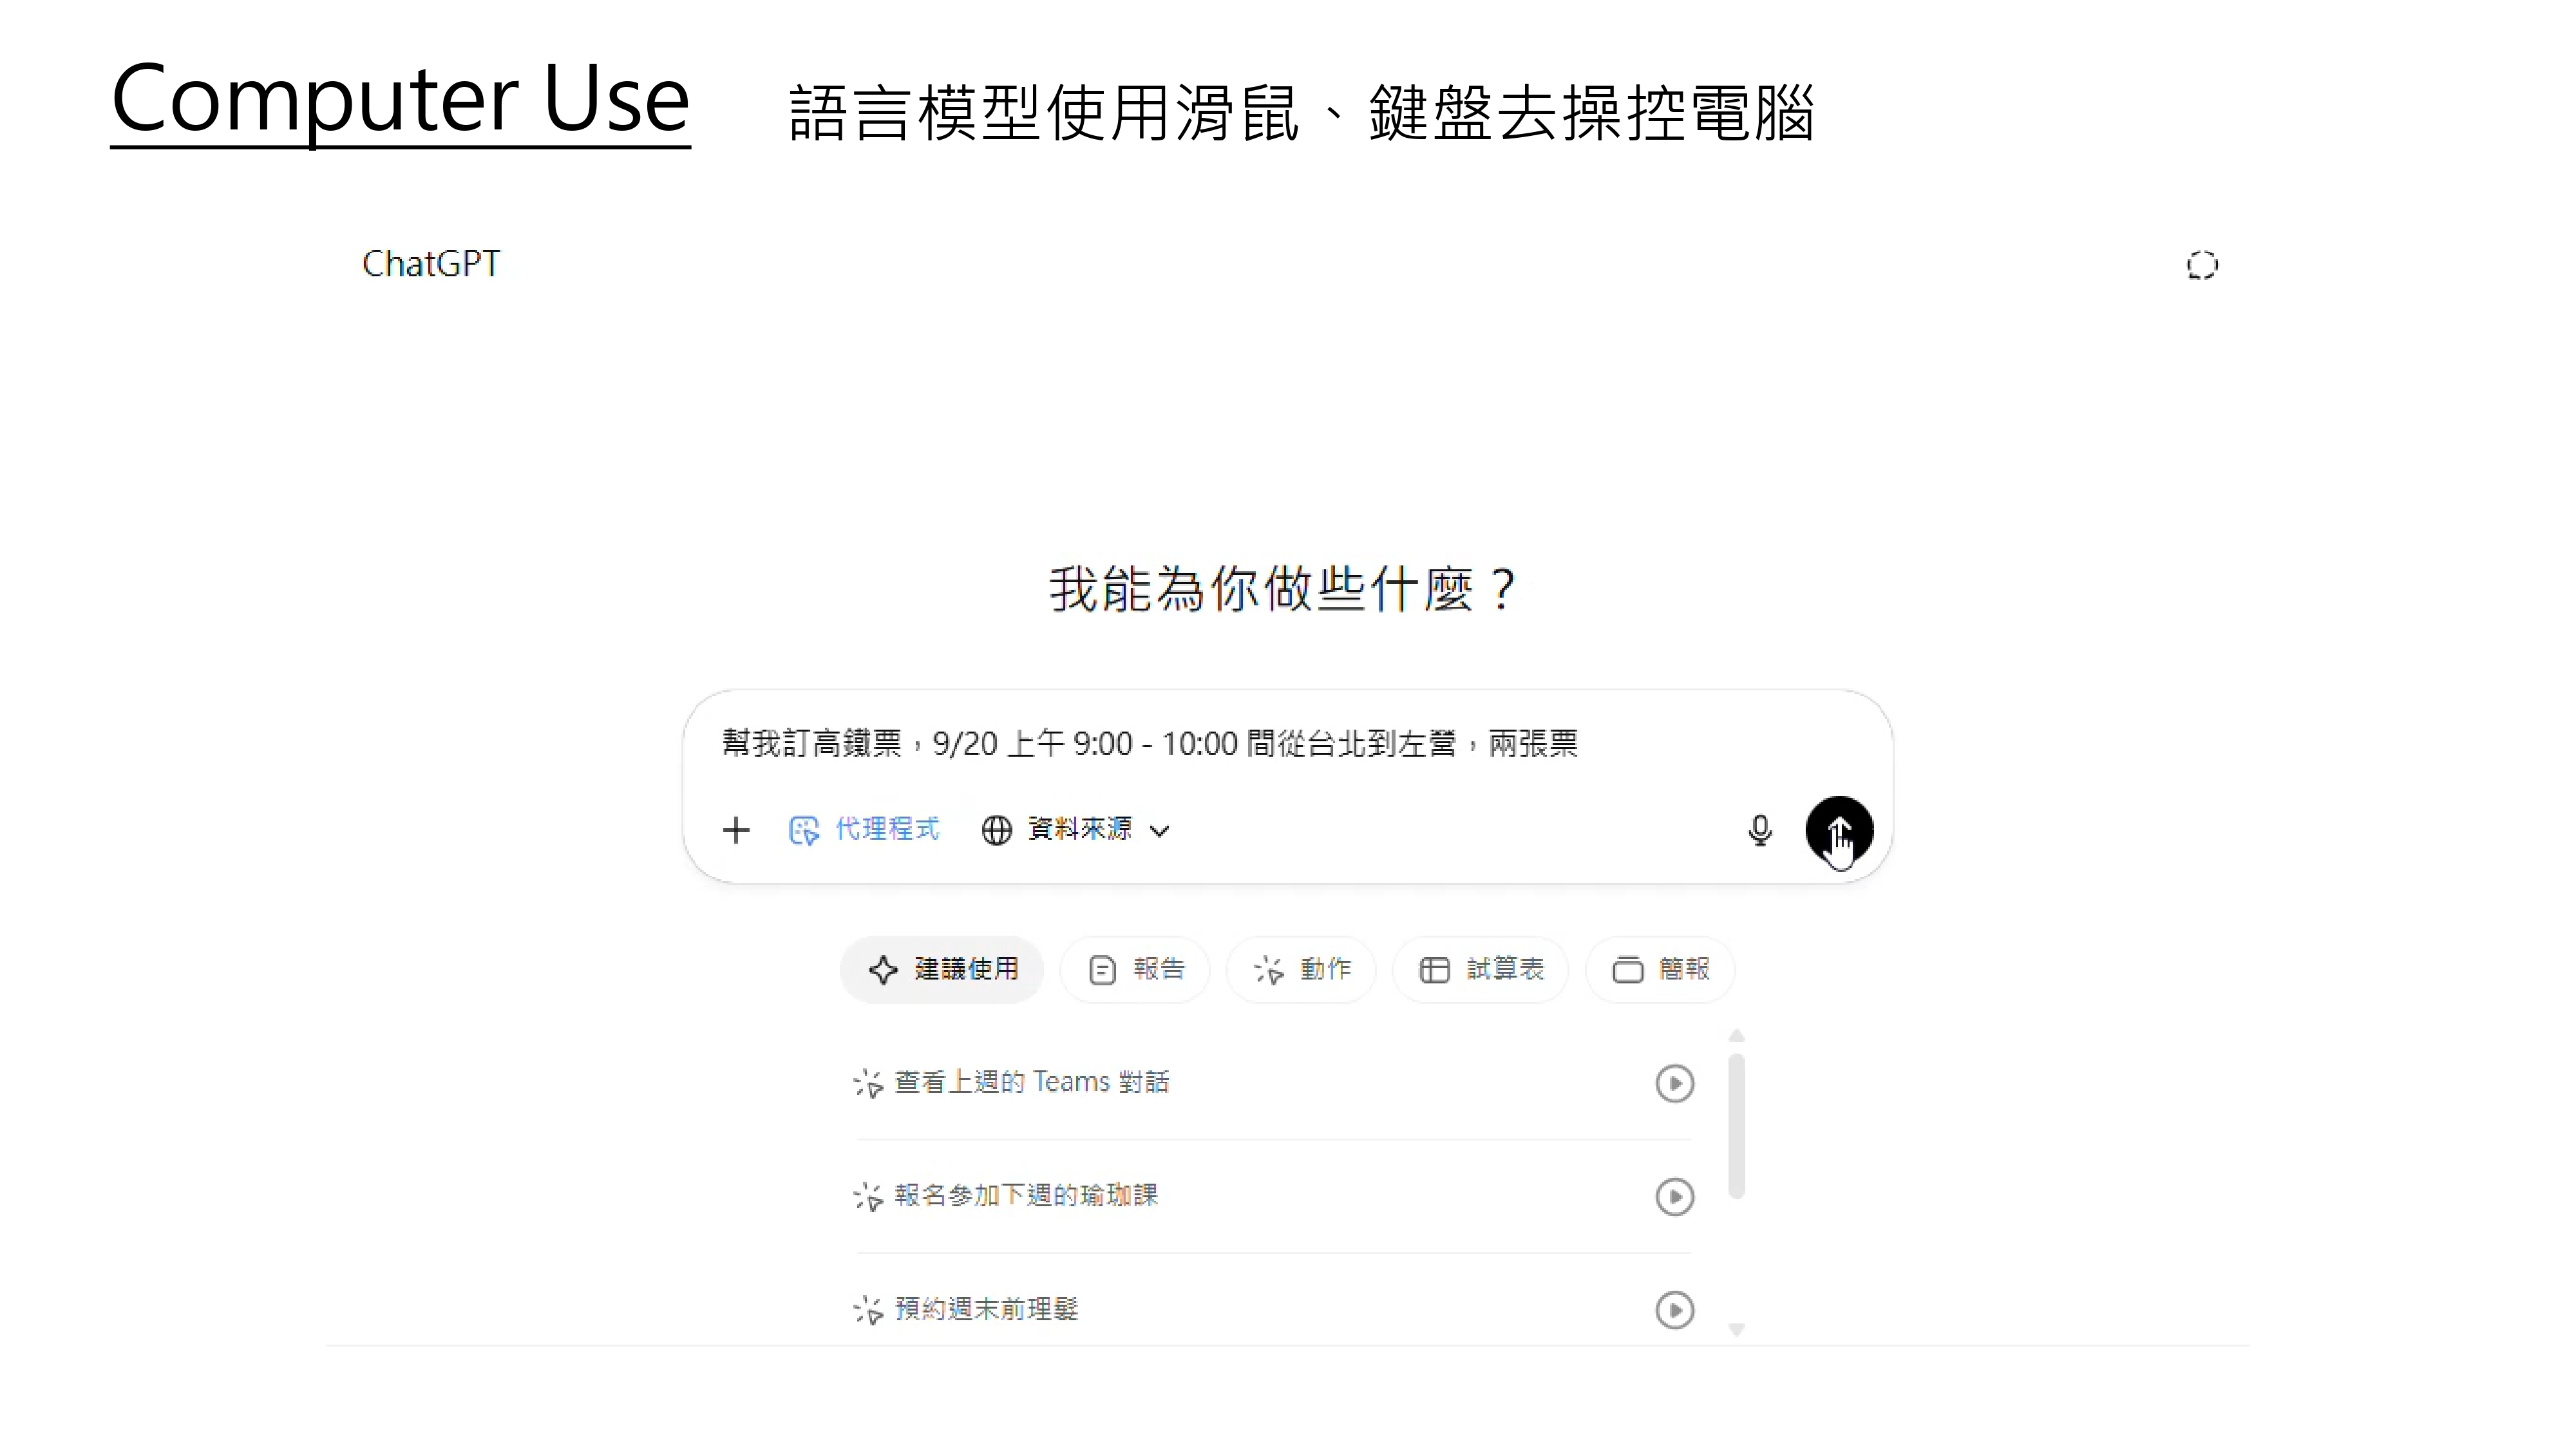 Computer Use 語言模型使用滑鼠、鍵盤去操控電腦
ChatGPT
我能為你做些什麼？
幫我訂高鐵票，9/20 上午 9:00 - 10:00 間從台北到左營，兩張票
代理程式 資料來源
建議使用 報告 動作 試算表 簡報
查看上週的 Teams 對話
報名參加下週的瑜珈課
預約週末前理髮